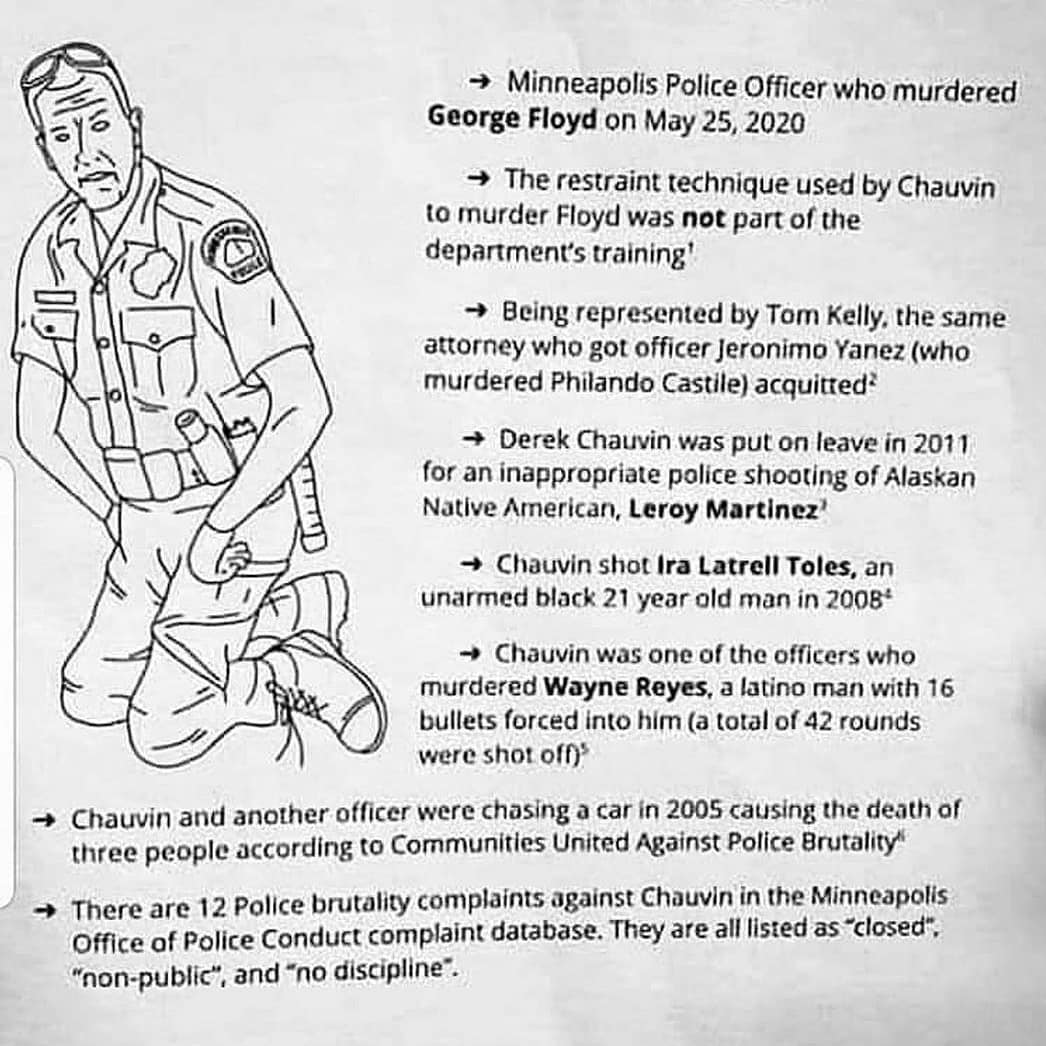 → Minneapolis Police Officer who murdered
George Floyd on May 25, 2020
→ The restraint technique used by Chauvin
to murder Floyd was not part of the
department's training¹
→ Being represented by Tom Kelly, the same
attorney who got officer Jeronimo Yanez (who
murdered Philando Castile) acquitted²
→ Derek Chauvin was put on leave in 2011
for an inappropriate police shooting of Alaskan
Native American, Leroy Martinez³
→ Chauvin shot Ira Latrell Toles, an
unarmed black 21 year old man in 2008⁴
→ Chauvin was one of the officers who
murdered Wayne Reyes, a latino man with 16
bullets forced into him (a total of 42 rounds
were shot off)⁵
→ Chauvin and another officer were chasing a car in 2005 causing the death of
three people according to Communities United Against Police Brutality⁶
→ There are 12 Police brutality complaints against Chauvin in the Minneapolis
Office of Police Conduct complaint database. They are all listed as "closed",
"non-public", and "no discipline".